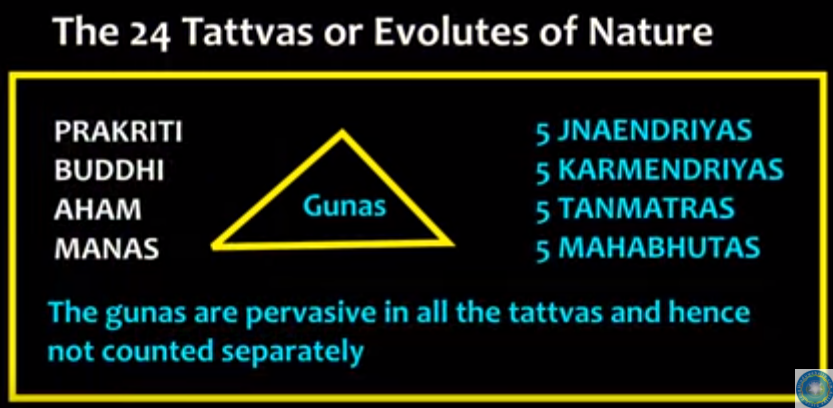 The 24 Tattvas or Evolutes of Nature
PRAKRITI
BUDDHI
AHAM
MANAS
Gunas
5 JNAENDRIYAS
5 KARMENDRIYAS
5 TANMATRAS
5 MAHABHUTAS
The gunas are pervasive in all the tattvas and hence
not counted separately